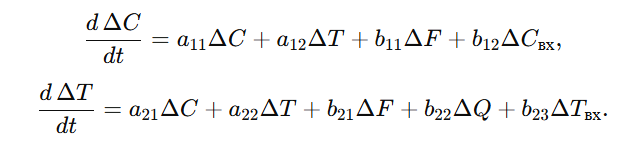 d ΔC/dt = a₁₁ΔC + a₁₂ΔT + b₁₁ΔF + b₁₂ΔC_вх,
d ΔT/dt = a₂₁ΔC + a₂₂ΔT + b₂₁ΔF + b₂₂ΔQ + b₂₃ΔT_вх.